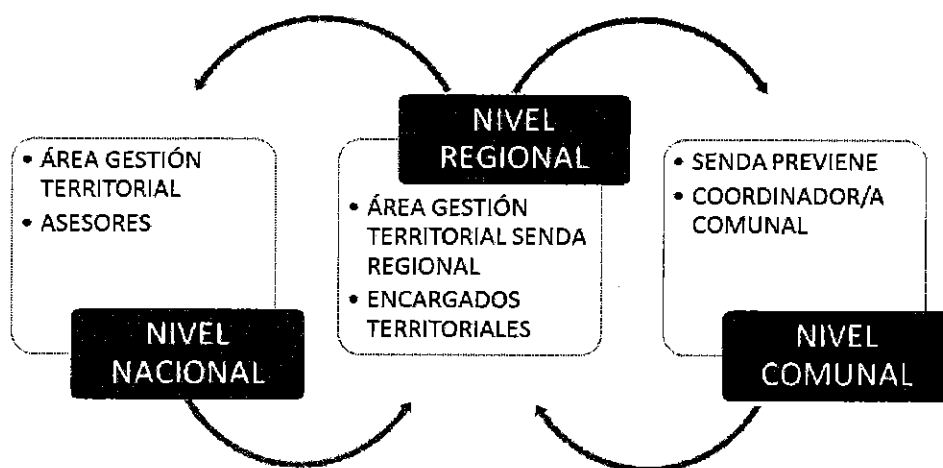 • ÁREA GESTIÓN
TERRITORIAL
• ASESORES
NIVEL
NACIONAL
NIVEL
REGIONAL
• ÁREA GESTIÓN
TERRITORIAL SENDA
REGIONAL
• ENCARGADOS
TERRITORIALES
• SENDA PREVIENE
• COORDINADOR/A
COMUNAL
NIVEL
COMUNAL